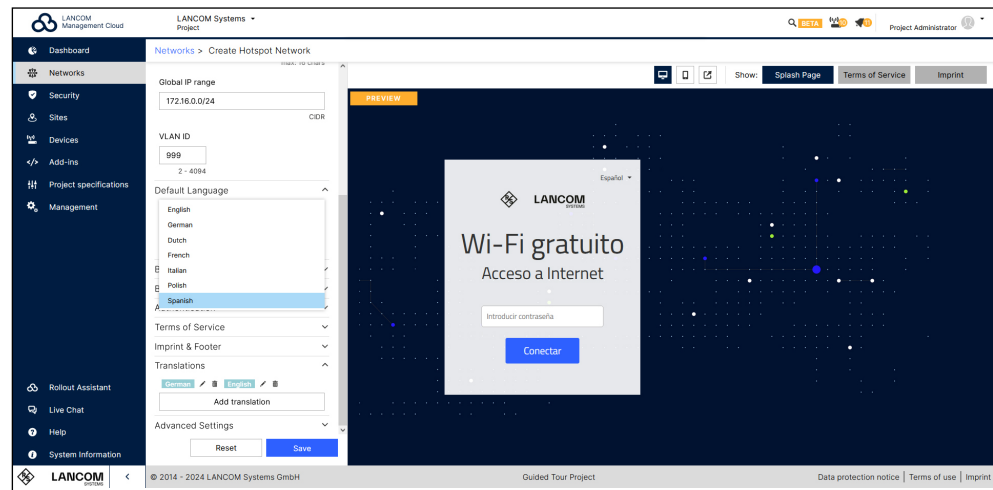 LANCOM
Management Cloud
LANCOM Systems
Project
BETA
Project Administrator
Dashboard
Networks
Security
Sites
Devices
Add-ins
Project specifications
Management
Rollout Assistant
Live Chat
Help
System Information
LANCOM
SYSTEMS
Networks > Create Hotspot Network
max. 10 chars
Global IP range
172.16.0.0/24
CIDR
VLAN ID
999
2 - 4094
Default Language
English
German
Dutch
French
Italian
Polish
Spanish
Terms of Service
Imprint & Footer
Translations
German
English
Add translation
Advanced Settings
Reset
Save
Show:
Splash Page
Terms of Service
Imprint
PREVIEW
Español
LANCOM
SYSTEMS
Wi-Fi gratuito
Acceso a Internet
Introducir contraseña
Conectar
© 2014 - 2024 LANCOM Systems GmbH
Guided Tour Project
Data protection notice | Terms of use | Imprint